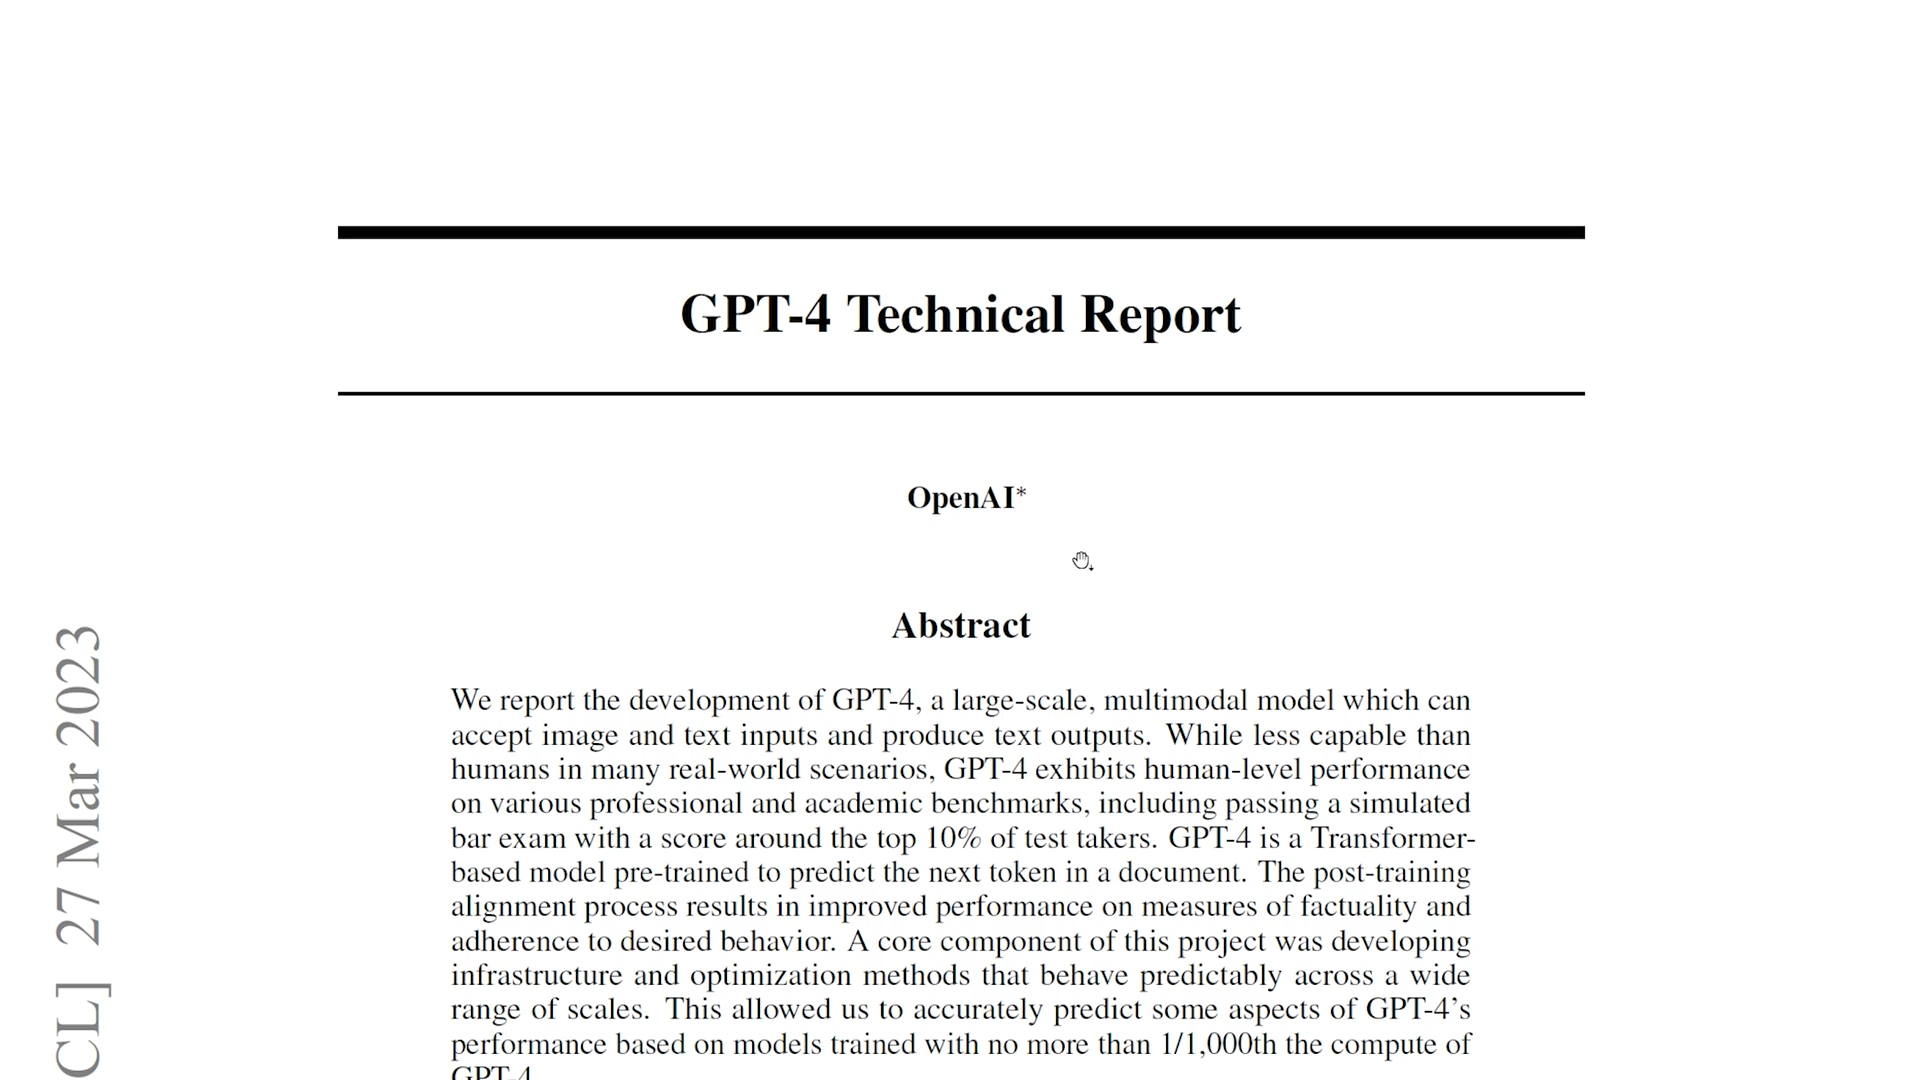 GPT-4 Technical Report
OpenAI*
Abstract
We report the development of GPT-4, a large-scale, multimodal model which can
accept image and text inputs and produce text outputs. While less capable than
humans in many real-world scenarios, GPT-4 exhibits human-level performance
on various professional and academic benchmarks, including passing a simulated
bar exam with a score around the top 10% of test takers. GPT-4 is a Transformer-
based model pre-trained to predict the next token in a document. The post-training
alignment process results in improved performance on measures of factuality and
adherence to desired behavior. A core component of this project was developing
infrastructure and optimization methods that behave predictably across a wide
range of scales. This allowed us to accurately predict some aspects of GPT-4's
performance based on models trained with no more than 1/1,000th the compute of
GPT-4
CL] 27 Mar 2023